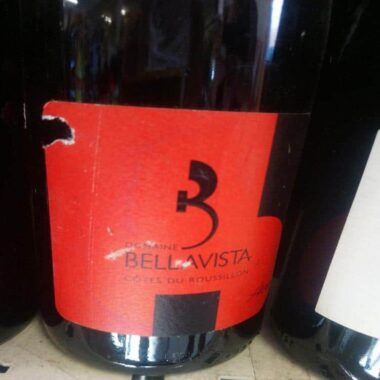 B
DOMAINE
BELLAVISTA
CÔTES DU ROUSSILLON